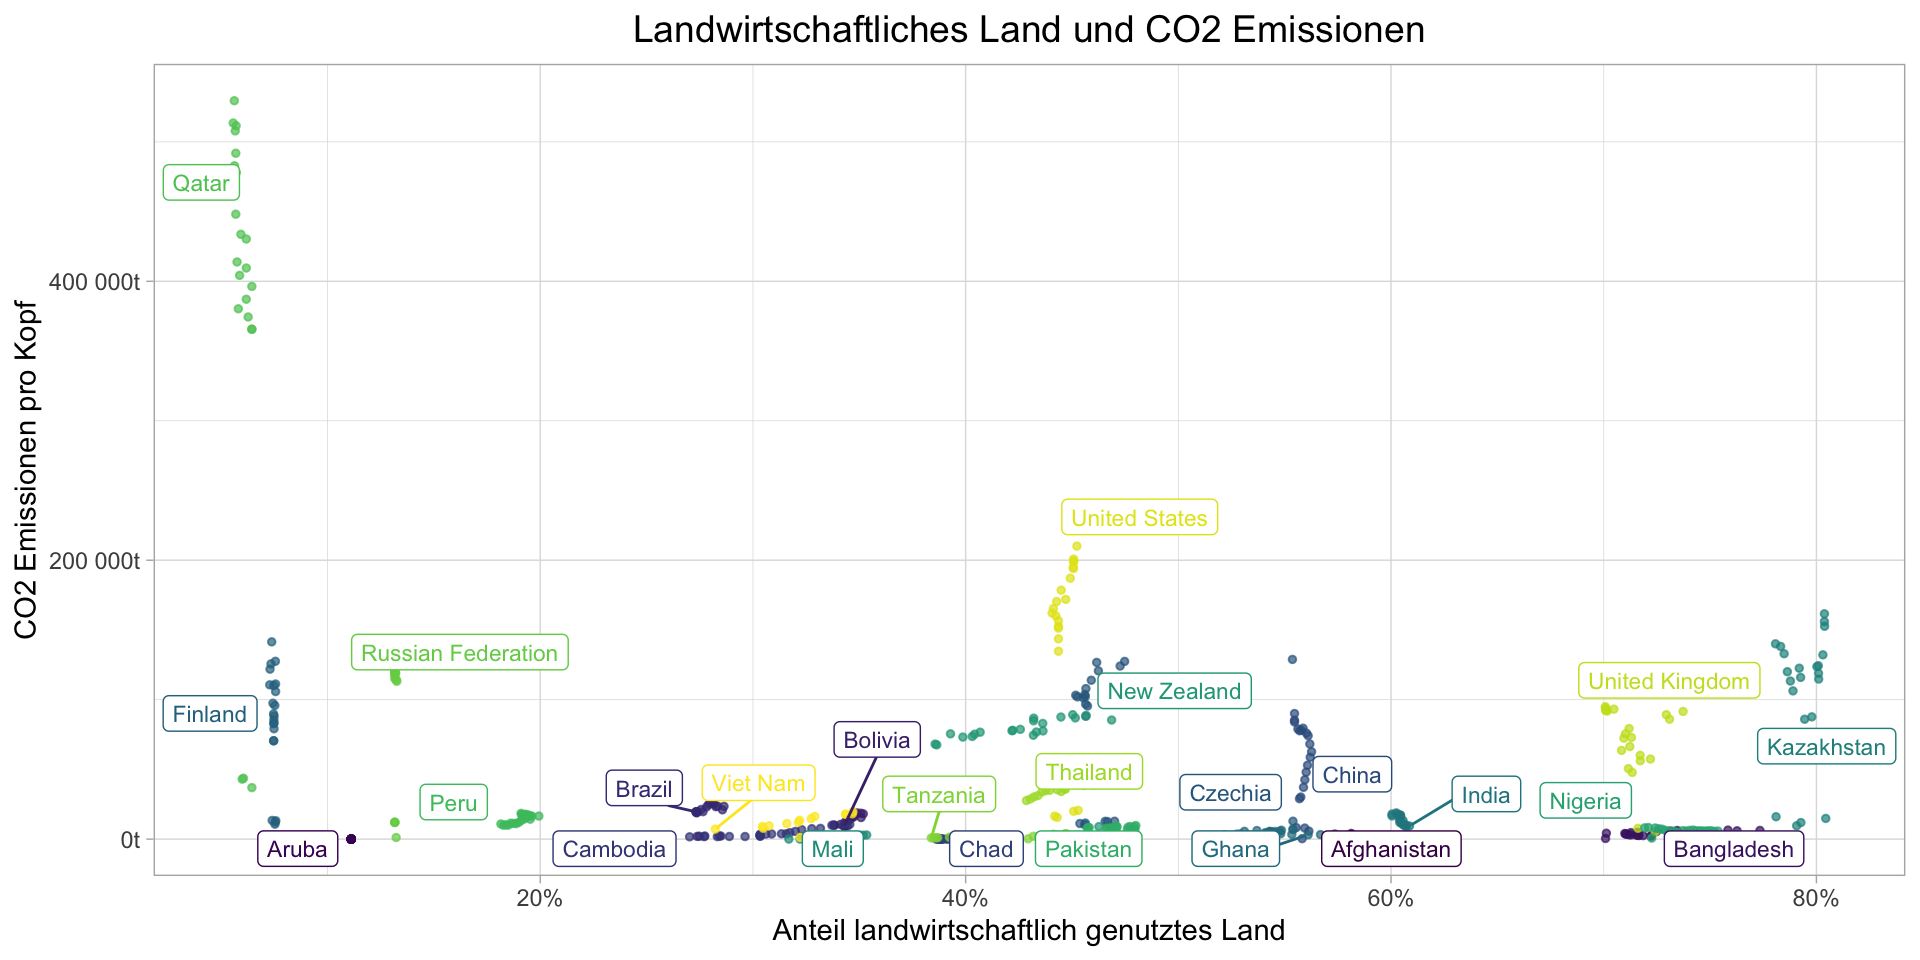 Landwirtschaftliches Land und CO2 Emissionen
CO2 Emissionen pro Kopf
400 000t
200 000t
0t
Qatar
United States
Russian Federation
United Kingdom
New Zealand
Finland
Bolivia
Kazakhstan
Thailand
China
Viet Nam
Brazil
Czechia
India
Tanzania
Nigeria
Peru
Aruba
Cambodia
Mali
Chad
Pakistan
Ghana
Afghanistan
Bangladesh
20%
40%
60%
80%
Anteil landwirtschaftlich genutztes Land